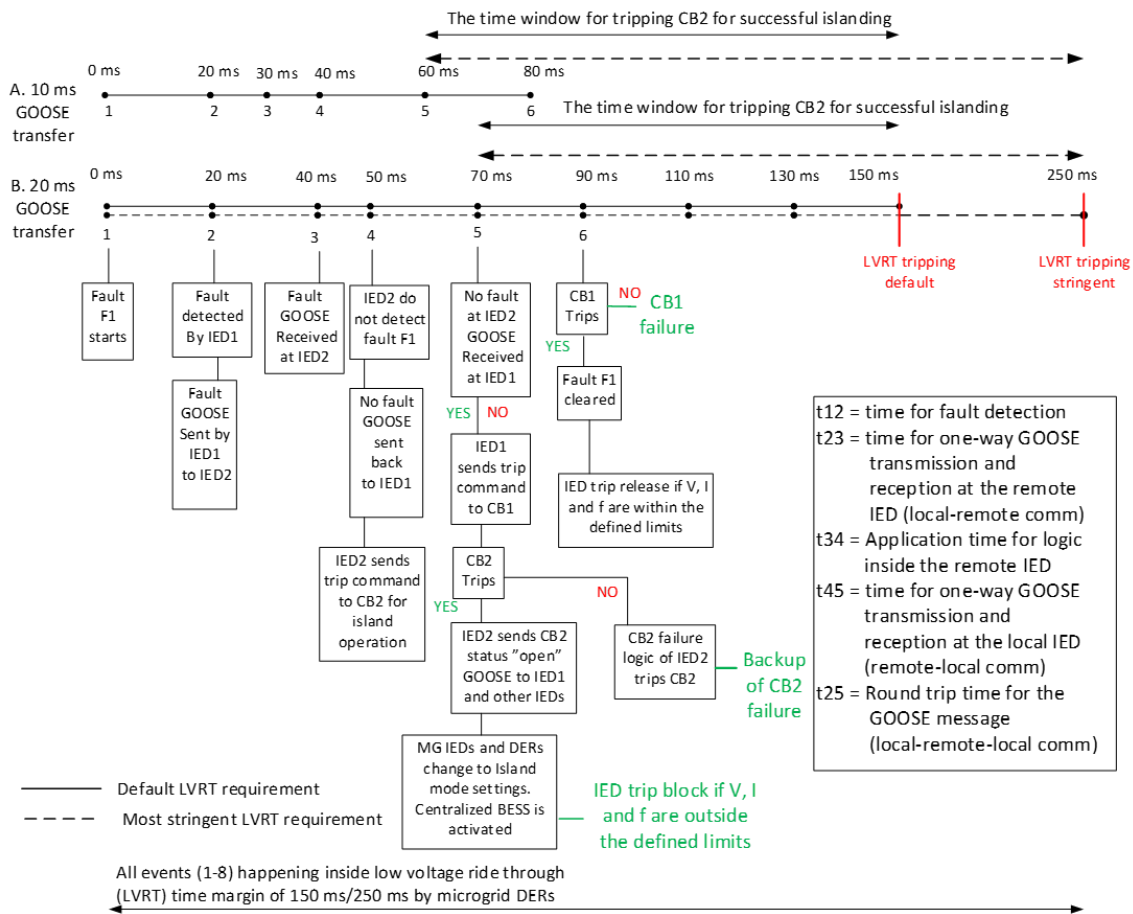 The time window for tripping CB2 for successful islanding
0 ms
20 ms
30 ms
40 ms
60 ms
80 ms
A. 10 ms
GOOSE
transfer
1
2
3
4
5
6
The time window for tripping CB2 for successful islanding
0 ms
20 ms
40 ms
50 ms
70 ms
90 ms
110 ms
130 ms
150 ms
250 ms
B. 20 ms
GOOSE
transfer
1
2
3
4
5
6
LVRT tripping
default
LVRT tripping
stringent
Fault
F1
starts
Fault
detected
By IED1
Fault
GOOSE
Sent by
IED1
to IED2
Fault
GOOSE
Received
at IED2
IED2 do
not detect
fault F1
No fault
GOOSE
sent
back
to IED1
IED2 sends
trip
command
to CB2 for
island
operation
No fault
at IED2
GOOSE
Received
at IED1
YES
NO
IED1
sends trip
command
to CB1
CB2
Trips
YES
NO
IED2 sends CB2
status ”open”
GOOSE to IED1
and other IEDs
MG IEDs and DERs
change to Island
mode settings.
Centralized BESS is
activated
IED trip block if V, I
and f are outside
the defined limits
CB1
Trips
NO
CB1
failure
YES
Fault F1
cleared
IED trip release if V, I
and f are within the
defined limits
CB2 failure
logic of IED2
trips CB2
Backup
of CB2
failure
t12 = time for fault detection
t23 = time for one-way GOOSE
transmission and
reception at the remote
IED (local-remote comm)
t34 = Application time for logic
inside the remote IED
t45 = time for one-way GOOSE
transmission and
reception at the local IED
(remote-local comm)
t25 = Round trip time for the
GOOSE message
(local-remote-local comm)
Default LVRT requirement
Most stringent LVRT requirement
All events (1-8) happening inside low voltage ride through
(LVRT) time margin of 150 ms/250 ms by microgrid DERs